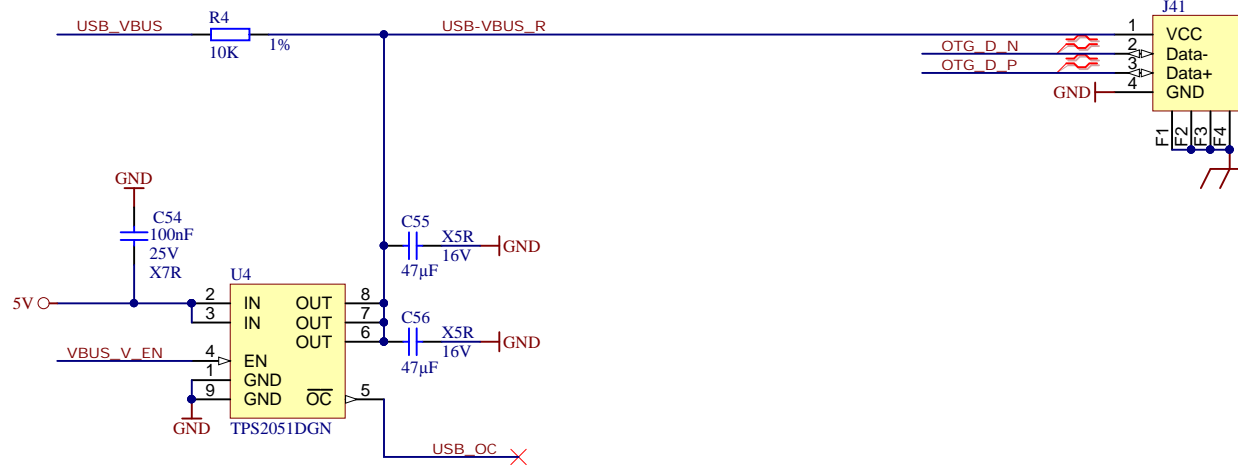 J41
USB_VBUS
R4
10K
1%
USB-VBUS_R
1
VCC
OTG_D_N
2
Data-
OTG_D_P
3
Data+
GND
4
GND
F1
F2
F3
F4
GND
C54
100nF
25V
X7R
C55
47µF
X5R
16V
GND
U4
5V
2
IN
OUT
8
3
IN
OUT
7
OUT
6
C56
47µF
X5R
16V
GND
VBUS_V_EN
4
EN
1
GND
9
GND
OC
5
GND
TPS2051DGN
USB_OC